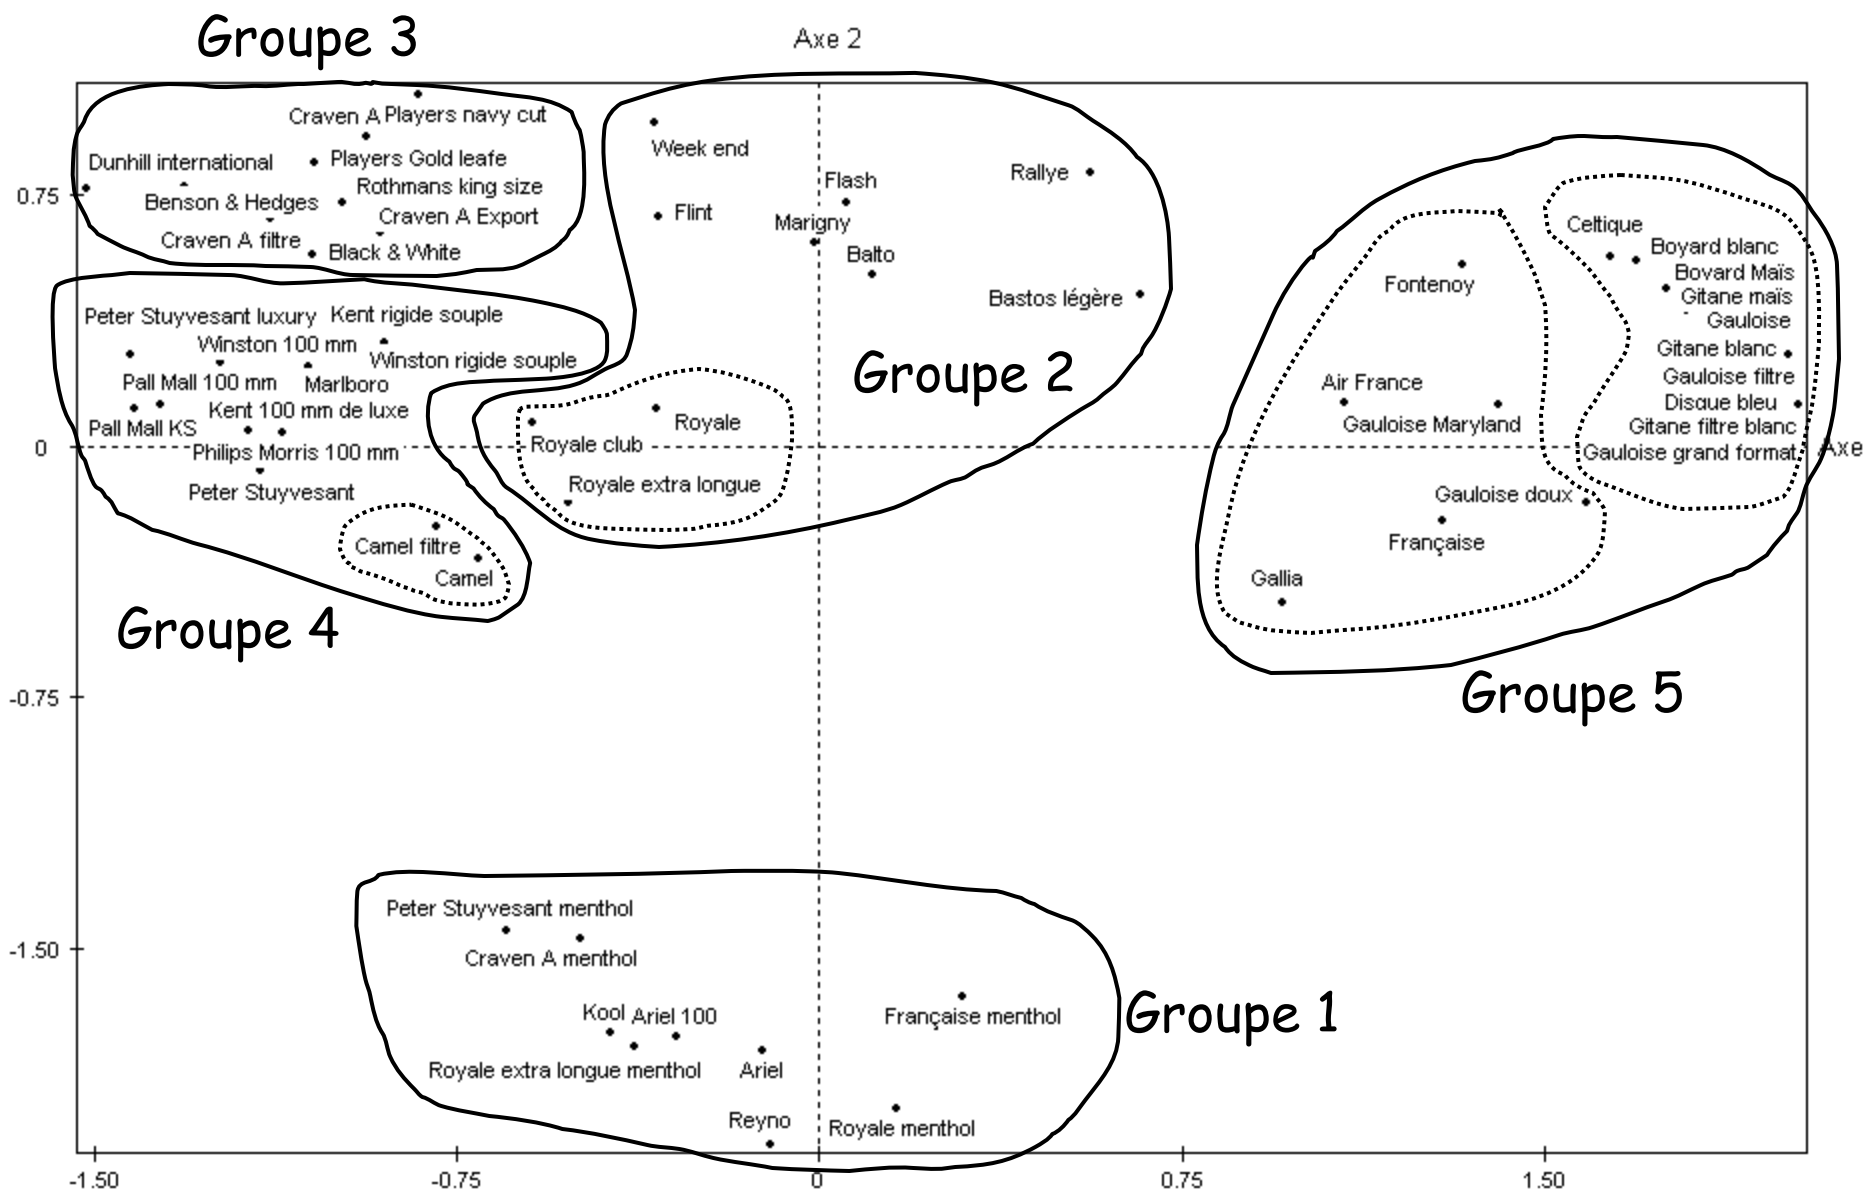 Groupe 3
Axe 2
Craven A
Players navy cut
Dunhill international
Players Gold leafe
Rothmans king size
Benson & Hedges
Craven A Export
Craven A filtre
Black & White
Week end
Flash
Rallye
Flint
Marigny
Balto
Bastos légère
Groupe 2
Celtique
Boyard blanc
Bovard Maïs
Gitane maïs
Gauloise
Gitane blanc
Gauloise filtre
Disque bleu
Gitane filtre blanc
Gauloise grand format
Fontenoy
Air France
Gauloise Maryland
Gauloise doux
Française
Gallia
Groupe 5
Peter Stuyvesant luxury
Kent rigide souple
Winston 100 mm
Winston rigide souple
Pall Mall 100 mm
Marlboro
Kent 100 mm de luxe
Pall Mall KS
Philips Morris 100 mm
Peter Stuyvesant
Camel filtre
Camel
Groupe 4
Royale
Royale club
Royale extra longue
Axe
0.75
0
-0.75
-1.50
Peter Stuyvesant menthol
Craven A menthol
Kool
Ariel 100
Française menthol
Groupe 1
Royale extra longue menthol
Ariel
Reyno
Royale menthol
-1.50
-0.75
0
0.75
1.50